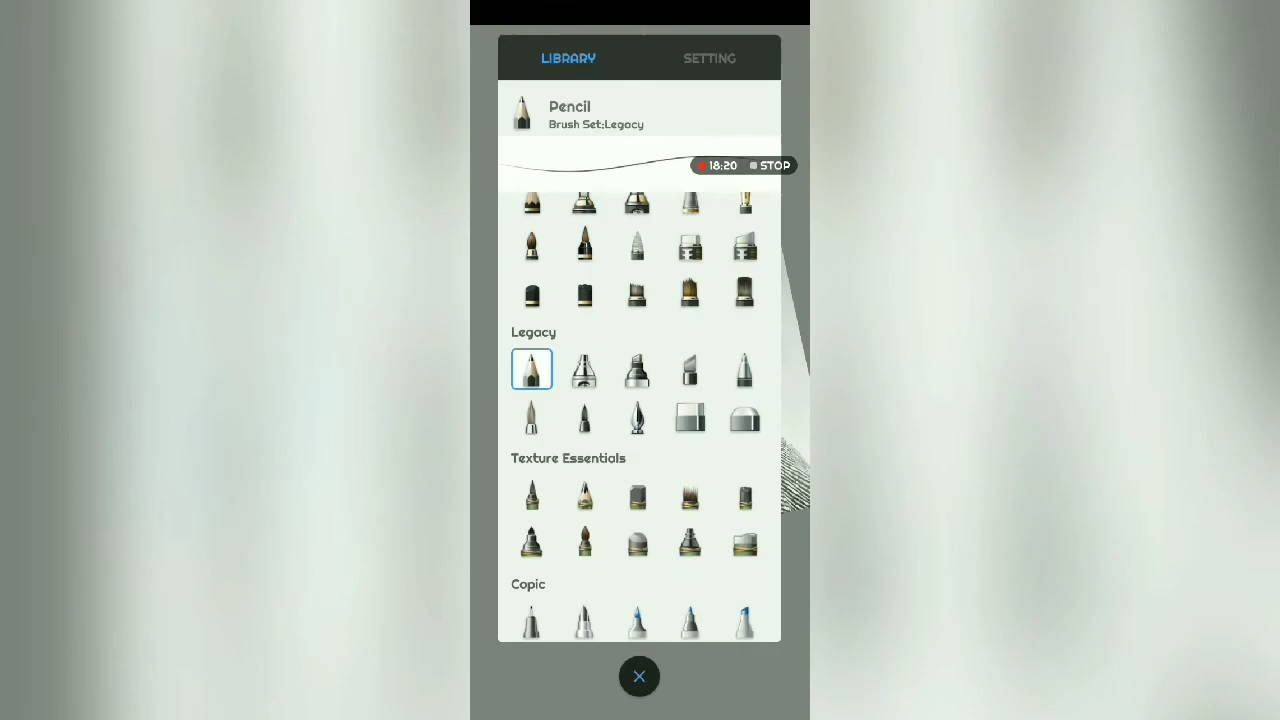 LIBRARY SETTING
Pencil
Brush Set:Legacy
18:20 STOP
Legacy
Texture Essentials
Copic